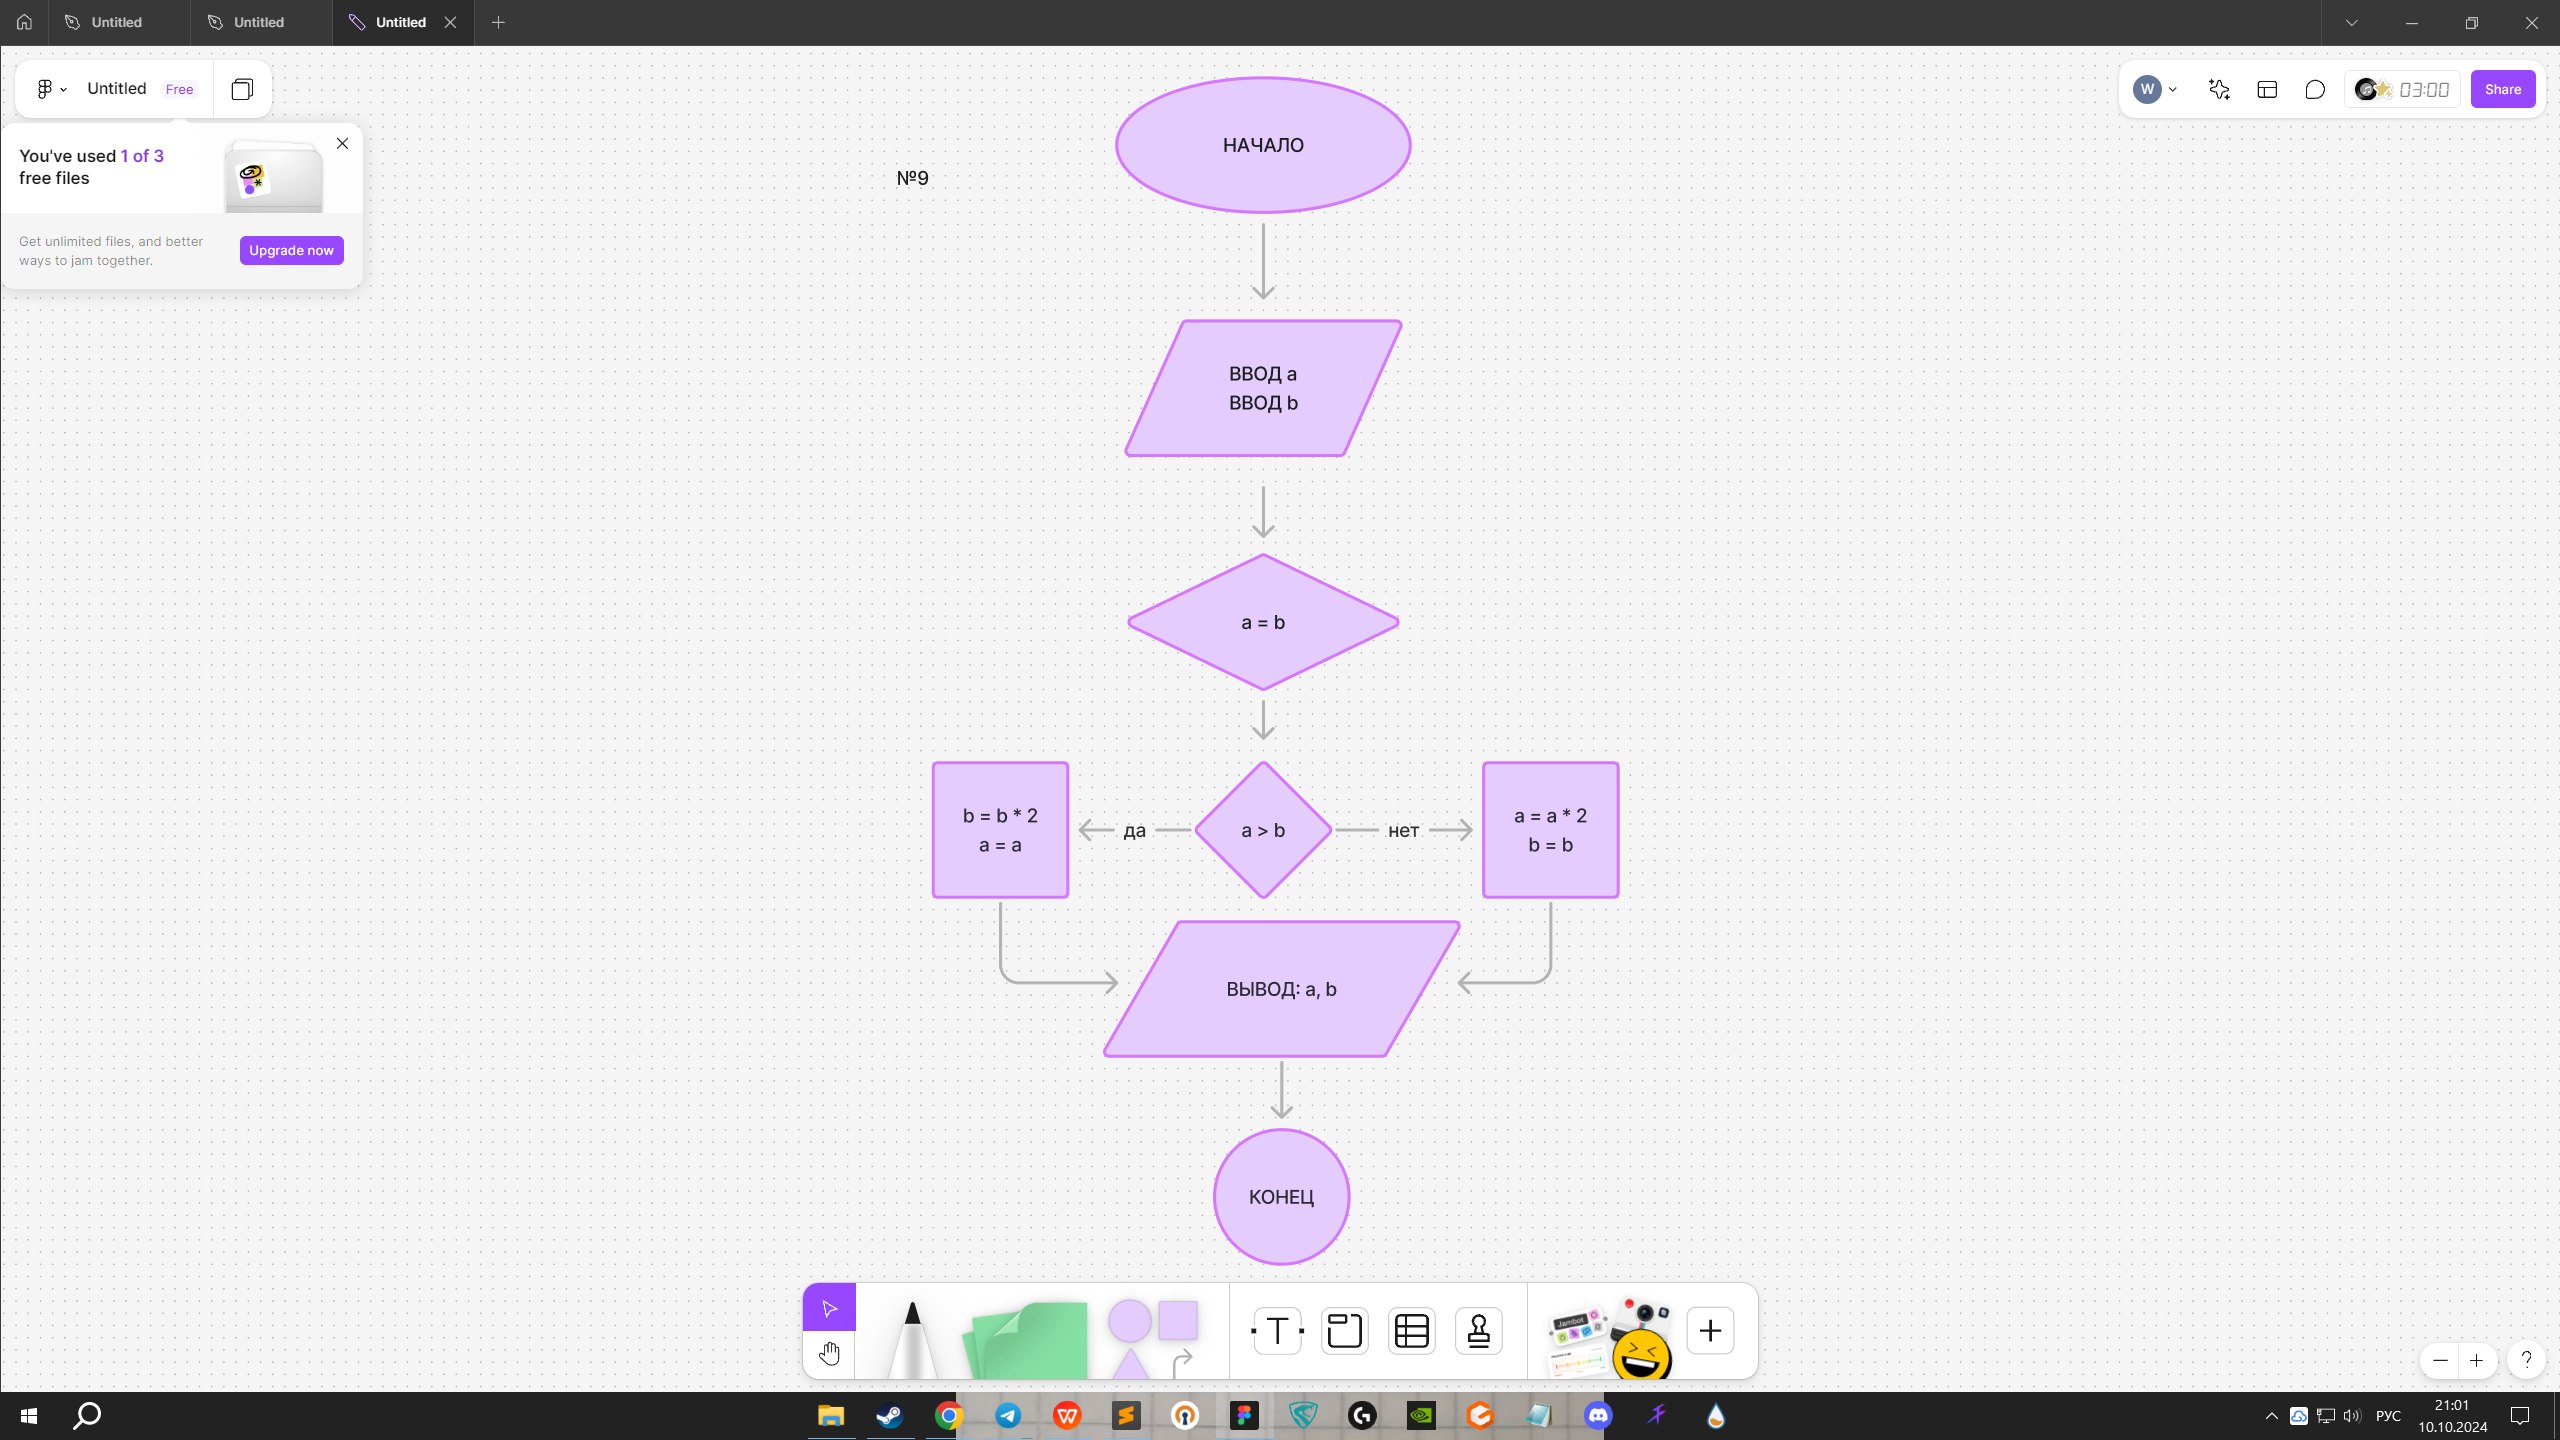 Untitled
Untitled
Untitled
Untitled
Free
W
03:00
Share
You've used 1 of 3
free files
Get unlimited files, and better
ways to jam together.
Upgrade now
№9
НАЧАЛО
ВВОД a
ВВОД b
a = b
b = b * 2
a = a
да
a > b
нет
a = a * 2
b = b
ВЫВОД: a, b
КОНЕЦ
T
Jambot
?
РУС
21:01
10.10.2024